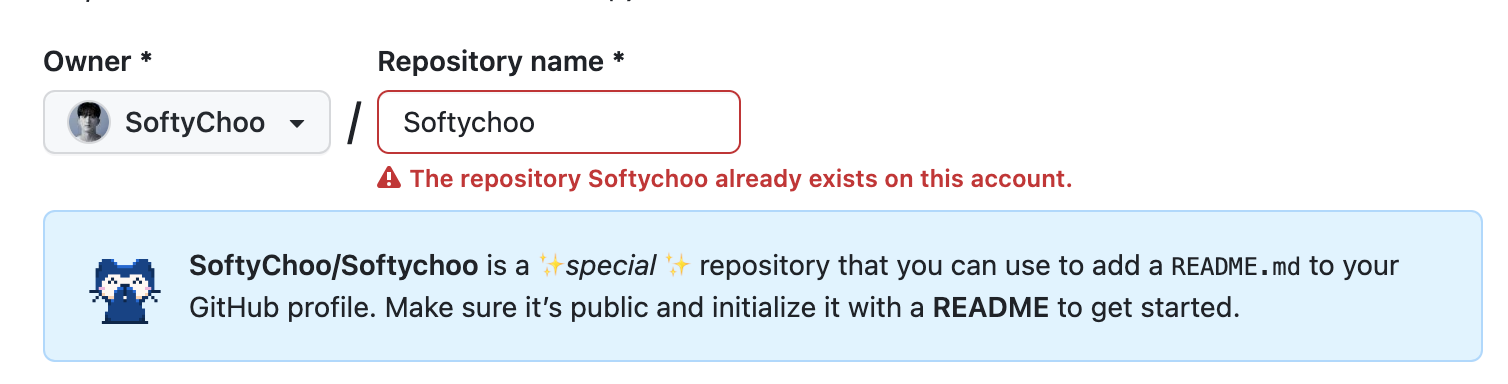 Owner *
Repository name *
SoftyChoo
/
Softychoo
The repository Softychoo already exists on this account.
SoftyChoo/Softychoo is a ✨special ✨ repository that you can use to add a README.md to your
GitHub profile. Make sure it’s public and initialize it with a README to get started.